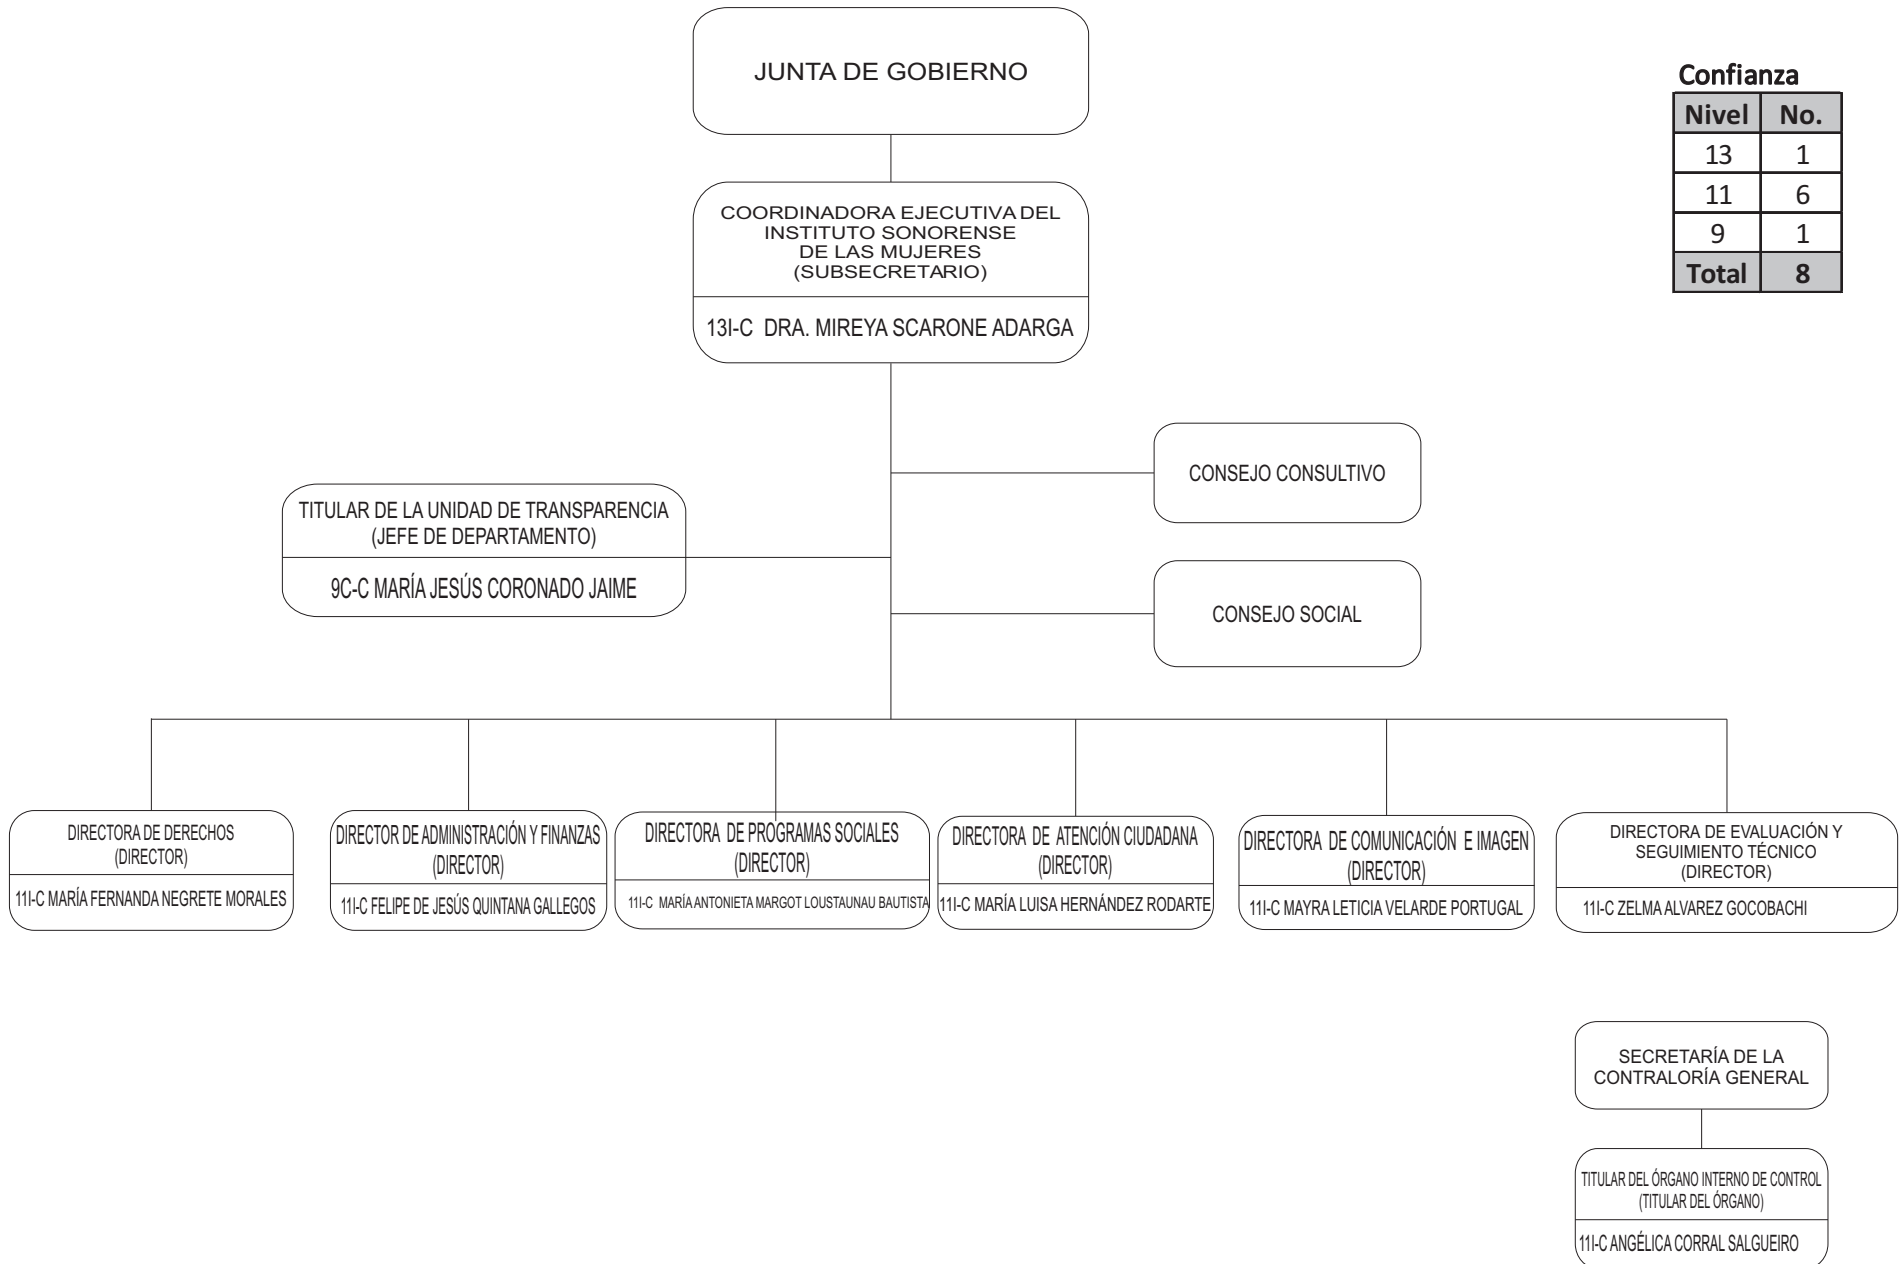 JUNTA DE GOBIERNO
Confianza
Nivel No.
13 1
11 6
9 1
Total 8
COORDINADORA EJECUTIVA DEL
INSTITUTO SONORENSE
DE LAS MUJERES
(SUBSECRETARIO)
13I-C DRA. MIREYA SCARONE ADARGA
CONSEJO CONSULTIVO
TITULAR DE LA UNIDAD DE TRANSPARENCIA
(JEFE DE DEPARTAMENTO)
9C-C MARÍA JESÚS CORONADO JAIME
CONSEJO SOCIAL
DIRECTORA DE DERECHOS
(DIRECTOR)
11I-C MARÍA FERNANDA NEGRETE MORALES
DIRECTOR DE ADMINISTRACIÓN Y FINANZAS
(DIRECTOR)
11I-C FELIPE DE JESÚS QUINTANA GALLEGOS
DIRECTORA DE PROGRAMAS SOCIALES
(DIRECTOR)
11I-C MARÍA ANTONIETA MARGOT LOUSTAUNAU BAUTISTA
DIRECTORA DE ATENCIÓN CIUDADANA
(DIRECTOR)
11I-C MARÍA LUISA HERNÁNDEZ RODARTE
DIRECTORA DE COMUNICACIÓN E IMAGEN
(DIRECTOR)
11I-C MAYRA LETICIA VELARDE PORTUGAL
DIRECTORA DE EVALUACIÓN Y
SEGUIMIENTO TÉCNICO
(DIRECTOR)
11I-C ZELMA ALVAREZ GOCOBACHI
SECRETARÍA DE LA
CONTRALORÍA GENERAL
TITULAR DEL ÓRGANO INTERNO DE CONTROL
(TITULAR DEL ÓRGANO)
11I-C ANGÉLICA CORRAL SALGUEIRO